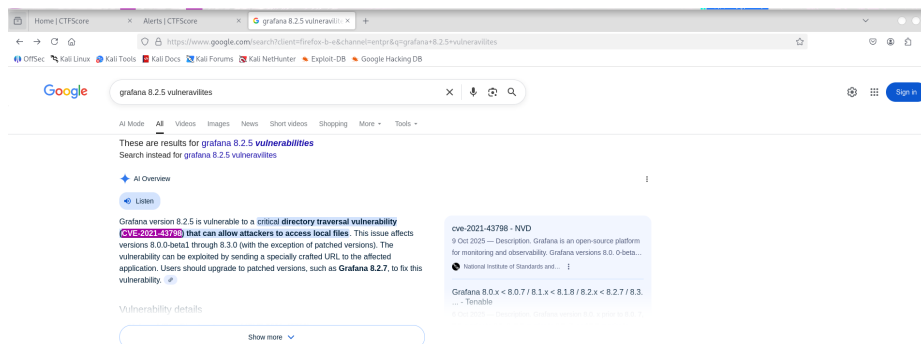 Home | CTFScore
Alerts | CTFScore
grafana 8.2.5 vulneravilit
https://www.google.com/search?client=firefox-b-e&channel=entpr&q=grafana+8.2.5+vulneravilites
OffSec
Kali Linux
Kali Tools
Kali Docs
Kali Forums
Kali NetHunter
Exploit-DB
Google Hacking DB
Google
grafana 8.2.5 vulneravilites
Sign in
AI Mode
All
Videos
Images
News
Short videos
Shopping
More
Tools
These are results for grafana 8.2.5 vulnerabilities
Search instead for grafana 8.2.5 vulneravilites
AI Overview
Listen
Grafana version 8.2.5 is vulnerable to a critical directory traversal vulnerability
(CVE-2021-43798) that can allow attackers to access local files. This issue affects
versions 8.0.0-beta1 through 8.3.0 (with the exception of patched versions). The
vulnerability can be exploited by sending a specially crafted URL to the affected
application. Users should upgrade to patched versions, such as Grafana 8.2.7, to fix this
vulnerability.
Vulnerability details
Show more
cve-2021-43798 - NVD
9 Oct 2025 — Description. Grafana is an open-source platform
for monitoring and observability. Grafana versions 8.0. 0-beta...
National Institute of Standards and...
Grafana 8.0.x < 8.0.7 / 8.1.x < 8.1.8 / 8.2.x < 8.2.7 / 8.3.
... - Tenable